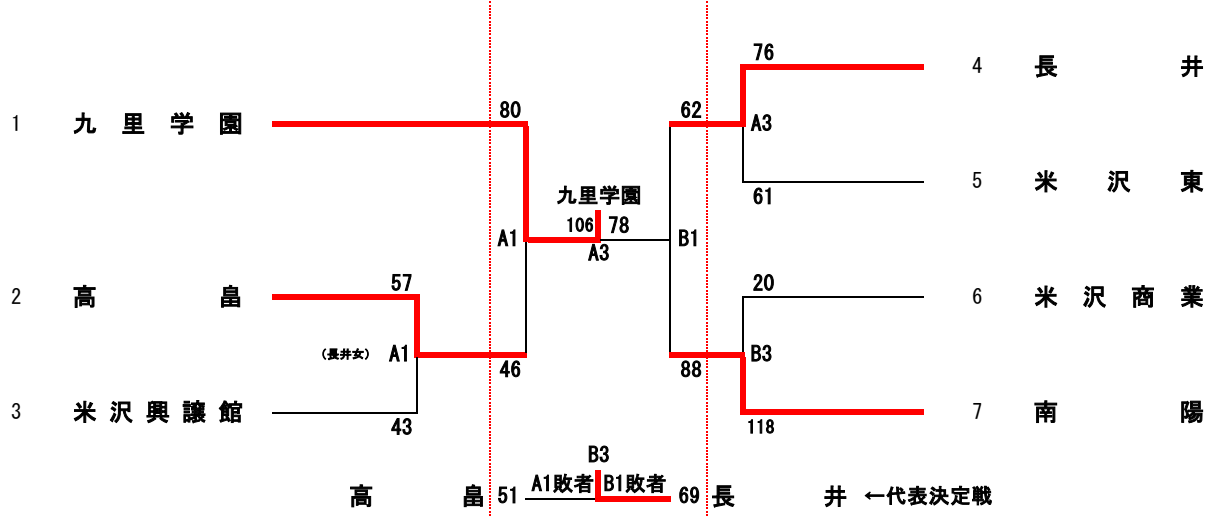 76 4 長井
1 九里学園 80 62 A3
5 米沢東
九里学園 61
106 78
A1 A3 B1
2 高畠 57 20 6 米沢商業
(長井女) A1 46 88 B3
3 米沢興譲館 43 118 7 南陽
B3
高畠 51 A1敗者 B1敗者 69 長井 ←代表決定戦